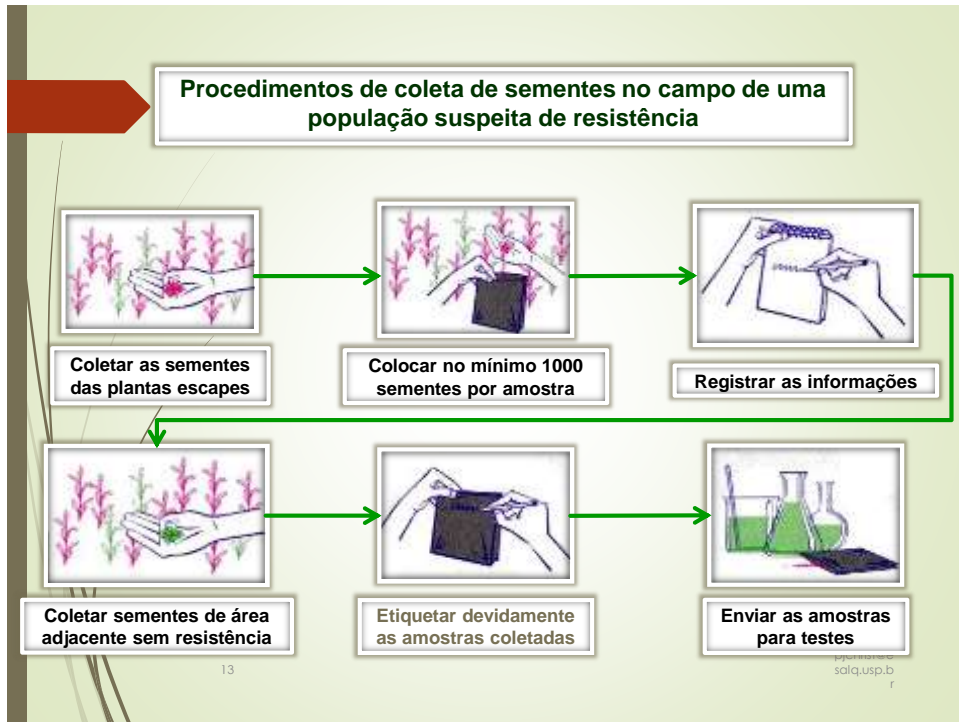 Procedimentos de coleta de sementes no campo de uma
população suspeita de resistência
Coletar as sementes
das plantas escapes
Colocar no mínimo 1000
sementes por amostra
Registrar as informações
Coletar sementes de área
adjacente sem resistência
Etiquetar devidamente
as amostras coletadas
Enviar as amostras
para testes
13
salq.usp.b
r